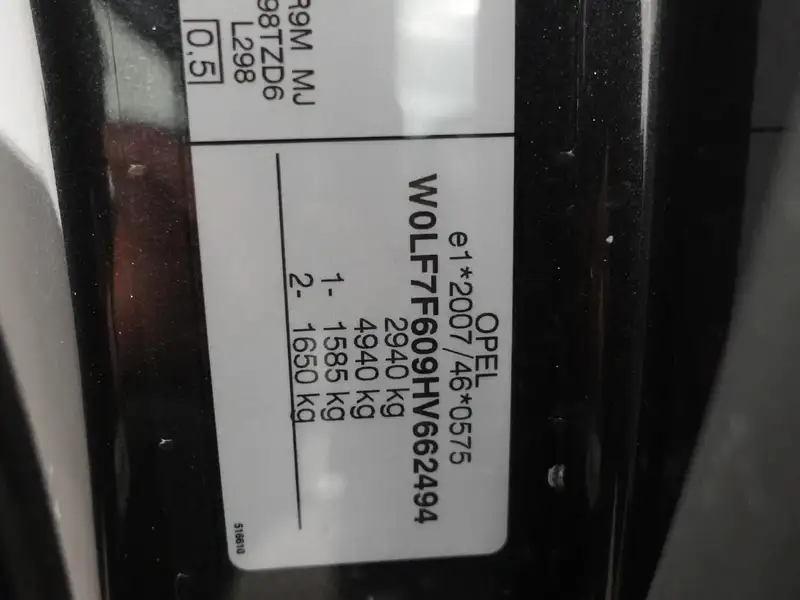 OPEL
e1*2007/46*0575
W0LF7F609HV662494
2940 kg
4940 kg
1- 1585 kg
2- 1650 kg
516610
R9M MJ
98TZD6
L298
0.5